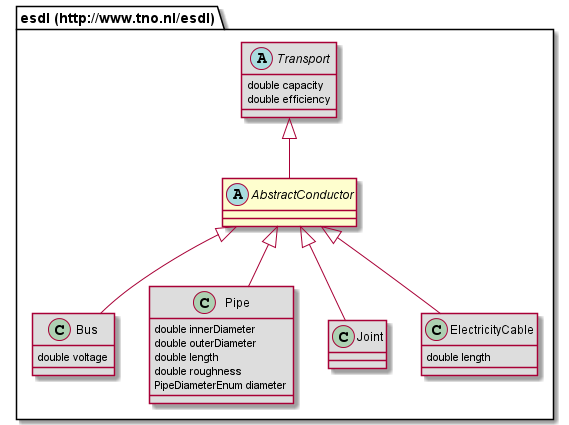 esdl (http://www.tno.nl/esdl)
A Transport
double capacity
double efficiency
A AbstractConductor
C Bus
double voltage
C Pipe
double innerDiameter
double outerDiameter
double length
double roughness
PipeDiameterEnum diameter
C Joint
C ElectricityCable
double length